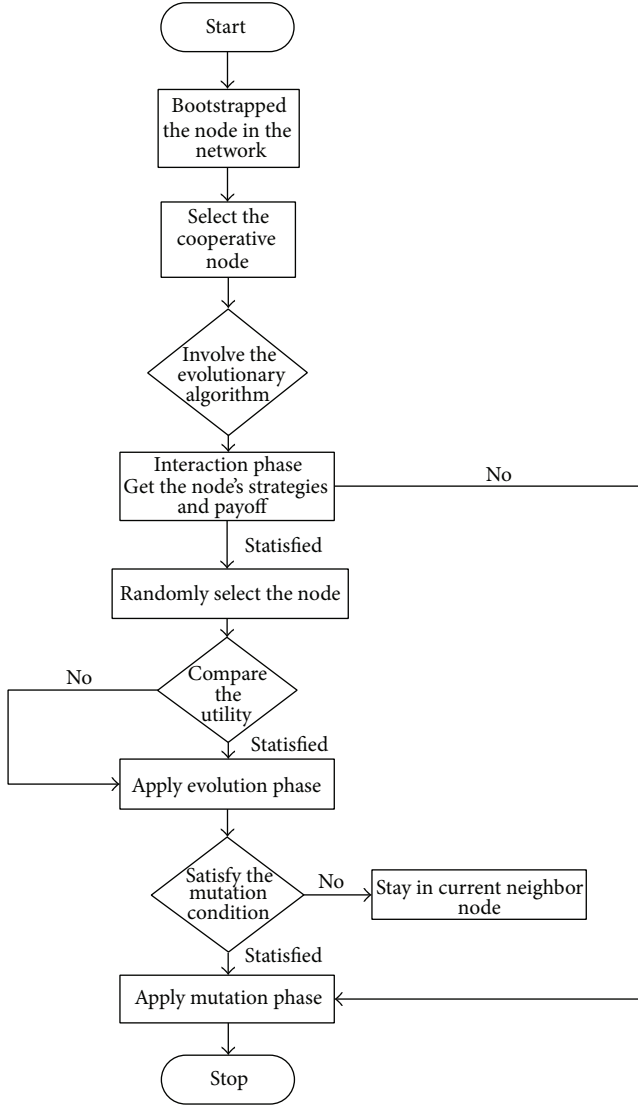 Start
Bootstrapped
the node in the
network
Select the
cooperative
node
Involve the
evolutionary
algorithm
Interaction phase
Get the node's strategies
and payoff
No
Statisfied
Randomly select the node
Compare
the
utility
No
Statisfied
Apply evolution phase
Satisfy the
mutation
condition
No
Stay in current neighbor
node
Statisfied
Apply mutation phase
Stop